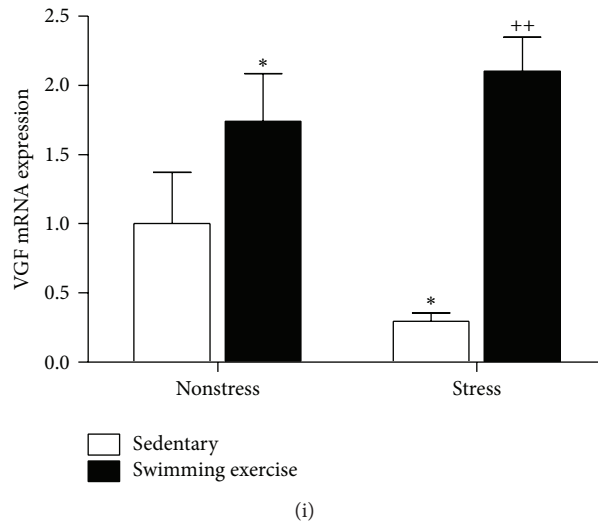 2.5
2.0
1.5
1.0
0.5
0.0
VGF mRNA expression
*
++
*
Nonstress
Stress
Sedentary
Swimming exercise
(i)